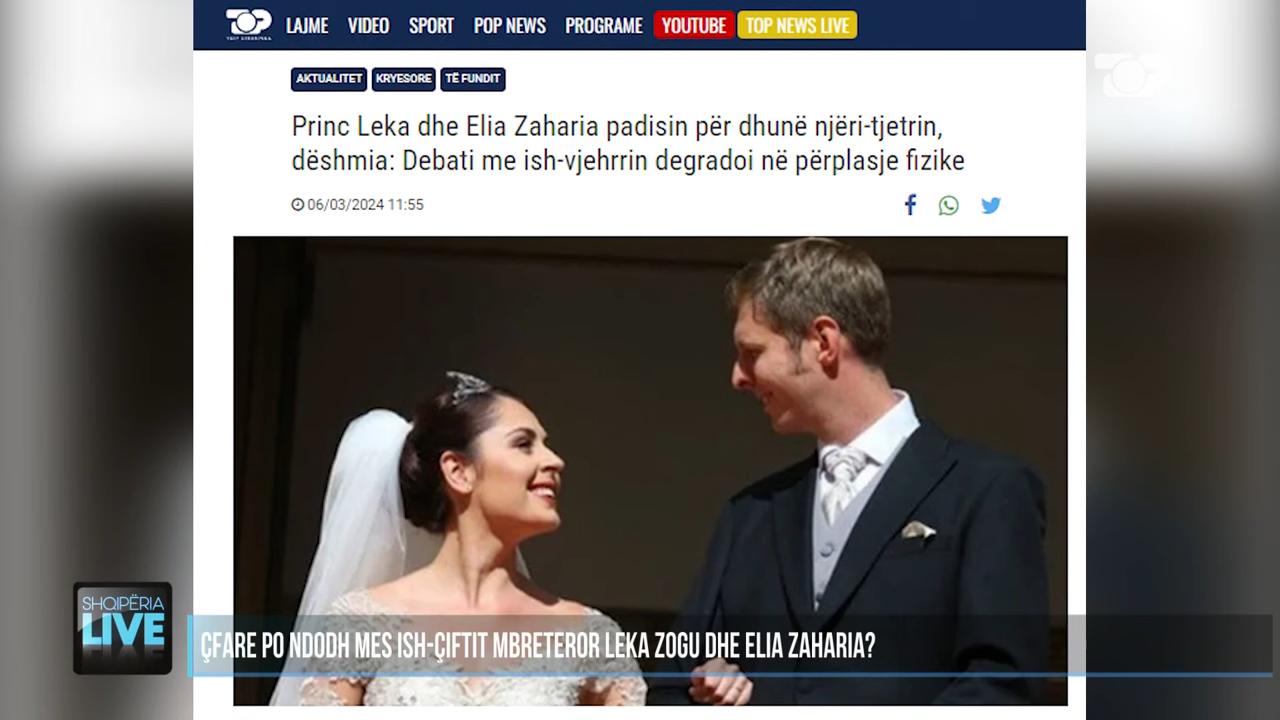 TOP
LAJME VIDEO SPORT POP NEWS PROGRAME YOUTUBE TOP NEWS LIVE
AKTUALITET KRYESORE TË FUNDIT
Princ Leka dhe Elia Zaharia padisin për dhunë njëri-tjetrin,
dëshmia: Debati me ish-vjehrrin degradoi në përplasje fizike
06/03/2024 11:55
SHQIPËRIA
LIVE
ÇFARE PO NDODH MES ISH-ÇIFTIT MBRETEROR LEKA ZOGU DHE ELIA ZAHARIA?